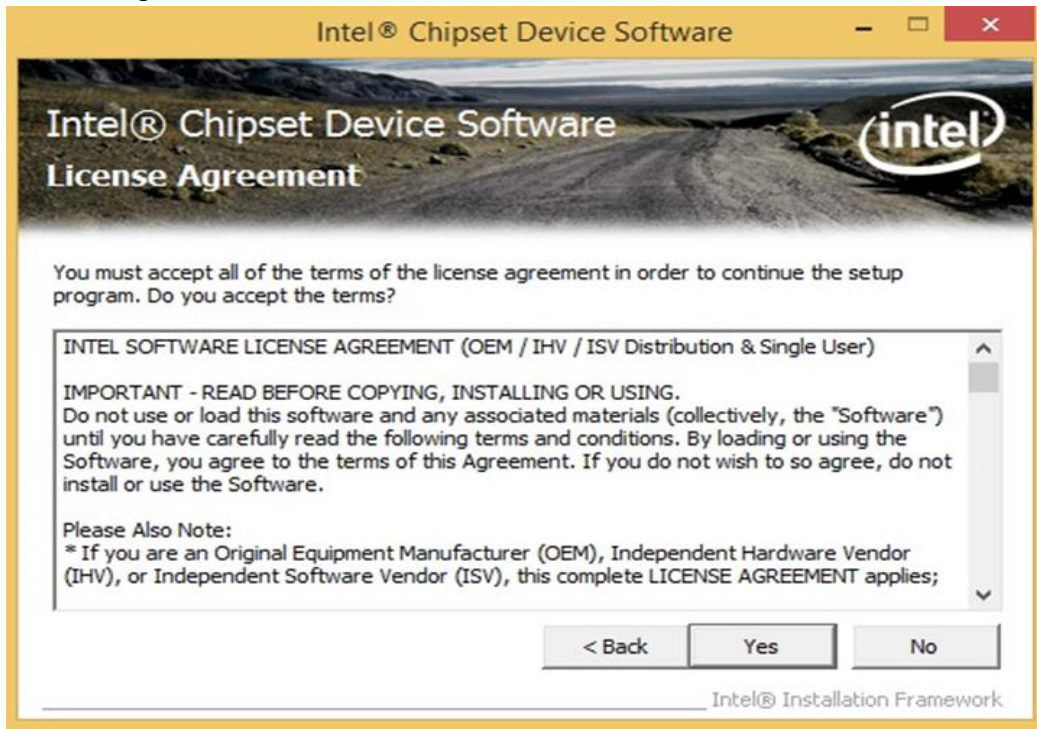 Intel® Chipset Device Software
Intel® Chipset Device Software
intel
License Agreement
You must accept all of the terms of the license agreement in order to continue the setup
program. Do you accept the terms?
INTEL SOFTWARE LICENSE AGREEMENT (OEM / IHV / ISV Distribution & Single User)
IMPORTANT - READ BEFORE COPYING, INSTALLING OR USING.
Do not use or load this software and any associated materials (collectively, the "Software")
until you have carefully read the following terms and conditions. By loading or using the
Software, you agree to the terms of this Agreement. If you do not wish to so agree, do not
install or use the Software.
Please Also Note:
* If you are an Original Equipment Manufacturer (OEM), Independent Hardware Vendor
(IHV), or Independent Software Vendor (ISV), this complete LICENSE AGREEMENT applies;
< Back Yes No
Intel® Installation Framework